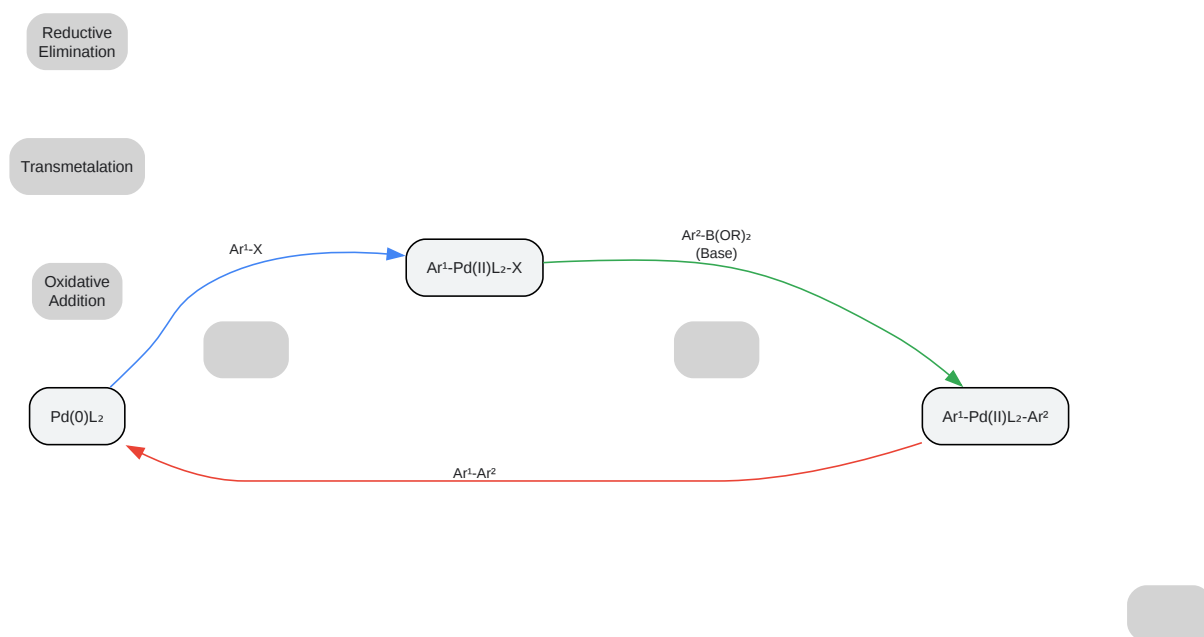 Reductive
Elimination
Transmetalation
Ar¹-X
Ar²-B(OR)₂
(Base)
Ar¹-Pd(II)L₂-X
Oxidative
Addition
Pd(0)L₂
Ar¹-Pd(II)L₂-Ar²
Ar¹-Ar²